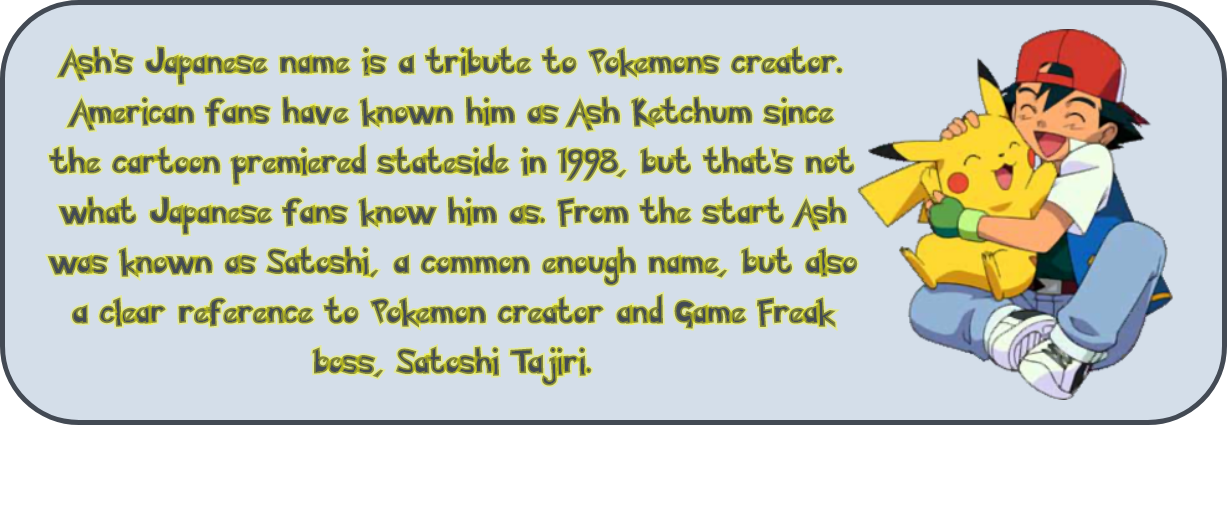 Ash's Japanese name is a tribute to Pokemons creator.
American fans have known him as Ash Ketchum since
the cartoon premiered stateside in 1998, but that's not
what Japanese fans know him as. From the start Ash
was known as Satoshi, a common enough name, but also
a clear reference to Pokemon creator and Game Freak
boss, Satoshi Tajiri.